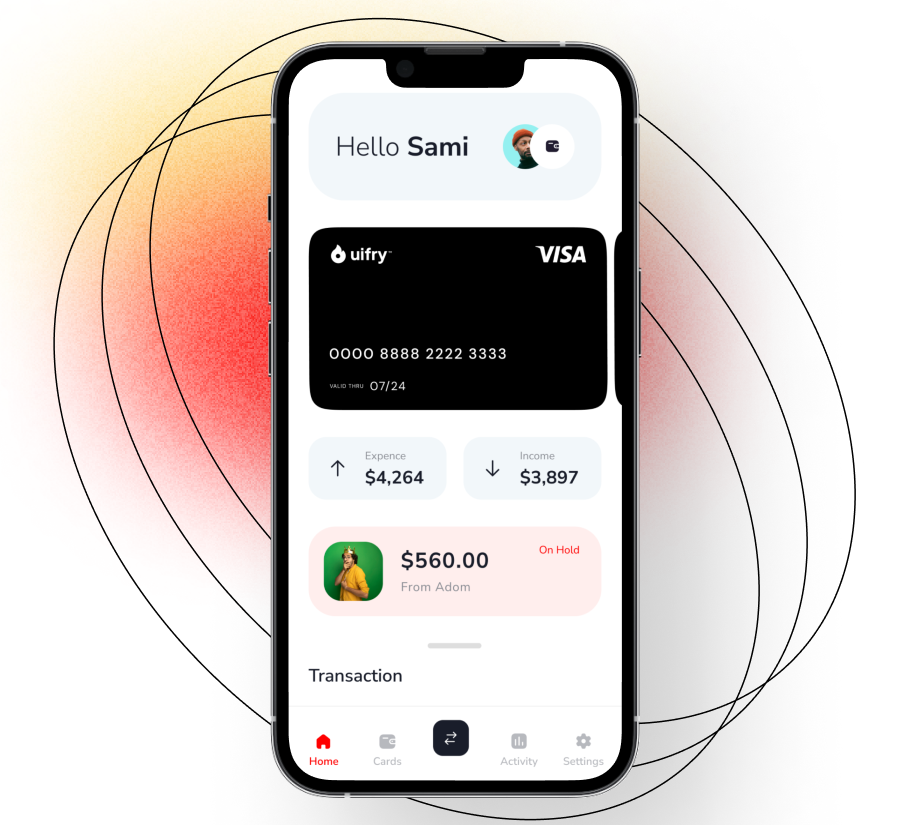 Hello Sami
uifry™
VISA
0000 8888 2222 3333
VALID THRU 07/24
Expence
$4,264
Income
$3,897
$560.00
On Hold
From Adom
Transaction
Home
Cards
Activity
Settings